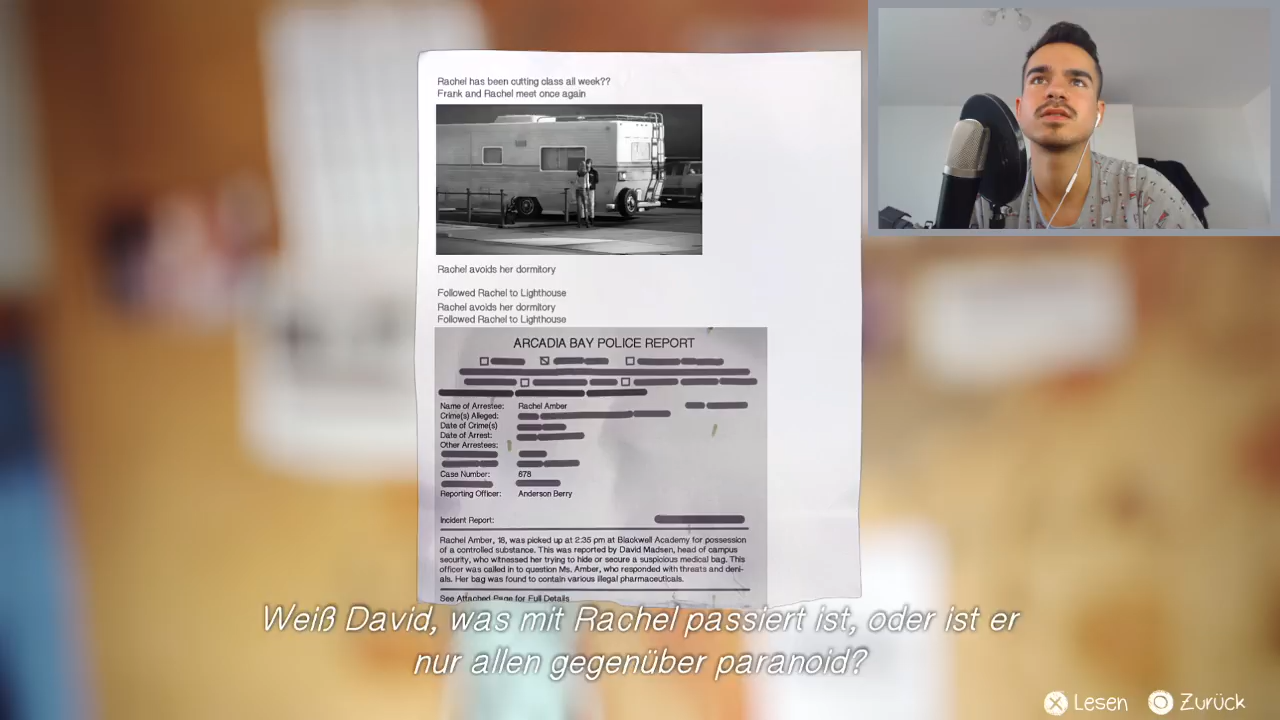 Rachel has been cutting class all week??
Frank and Rachel meet once again
Rachel avoids her dormitory
Followed Rachel to Lighthouse
Rachel avoids her dormitory
Followed Rachel to Lighthouse
ARCADIA BAY POLICE REPORT
Name of Arrestee: Rachel Amber
Crime(s) Alleged:
Date of Crime(s)
Date of Arrest:
Other Arrestees:
Case Number: 678
Reporting Officer: Anderson Berry
Incident Report:
Rachel Amber, 18, was picked up at 2:35 pm at Blackwell Academy for possession
of a controlled substance. This was reported by David Madsen, head of campus
security, who witnessed her trying to hide or secure a suspicious medical bag. This
officer was called in to question Ms. Amber, who responded with threats and deni-
als. Her bag was found to contain various illegal pharmaceuticals.
See Attached Page for Full Details
Weiß David, was mit Rachel passiert ist, oder ist er
nur allen gegenüber paranoid?
Lesen Zurück